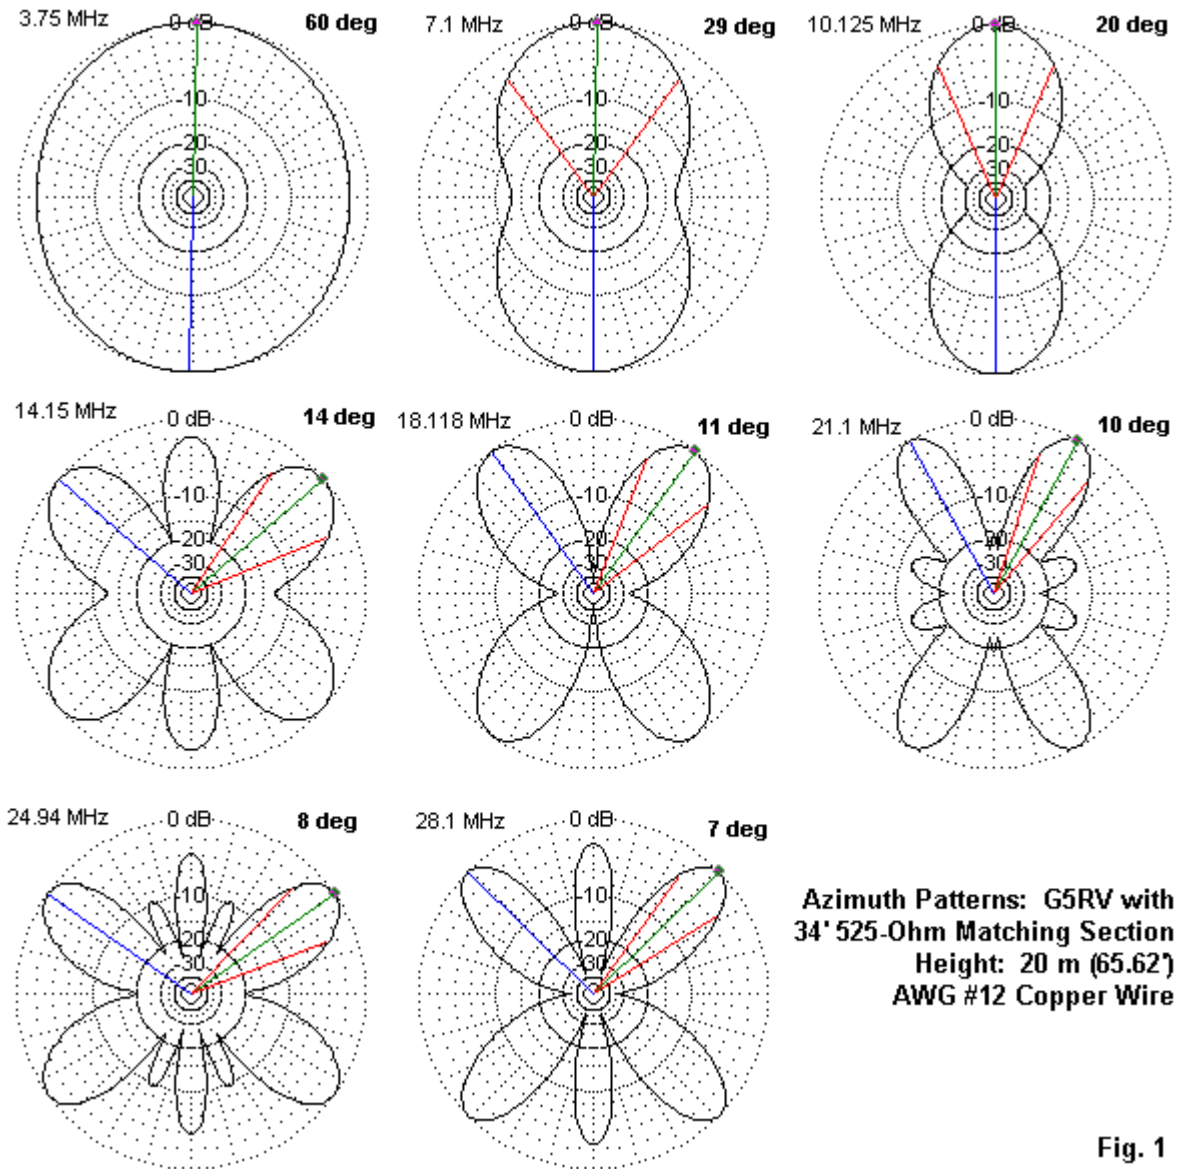 3.75 MHz
0 dB
60 deg
-10
-20
-30
7.1 MHz
0 dB
29 deg
-10
-20
30
10.125 MHz
0 dB
20 deg
-10
-20
30
14.15 MHz
0 dB
14 deg
-10
-20
-30
18.118 MHz
0 dB
11 deg
-10
-20
21.1 MHz
0 dB
10 deg
-10
24.94 MHz
0 dB
8 deg
-10
-20
-30
28.1 MHz
0 dB
7 deg
-10
-20
-30
Azimuth Patterns: G5RV with
34' 525-Ohm Matching Section
Height: 20 m (65.62')
AWG #12 Copper Wire
Fig. 1